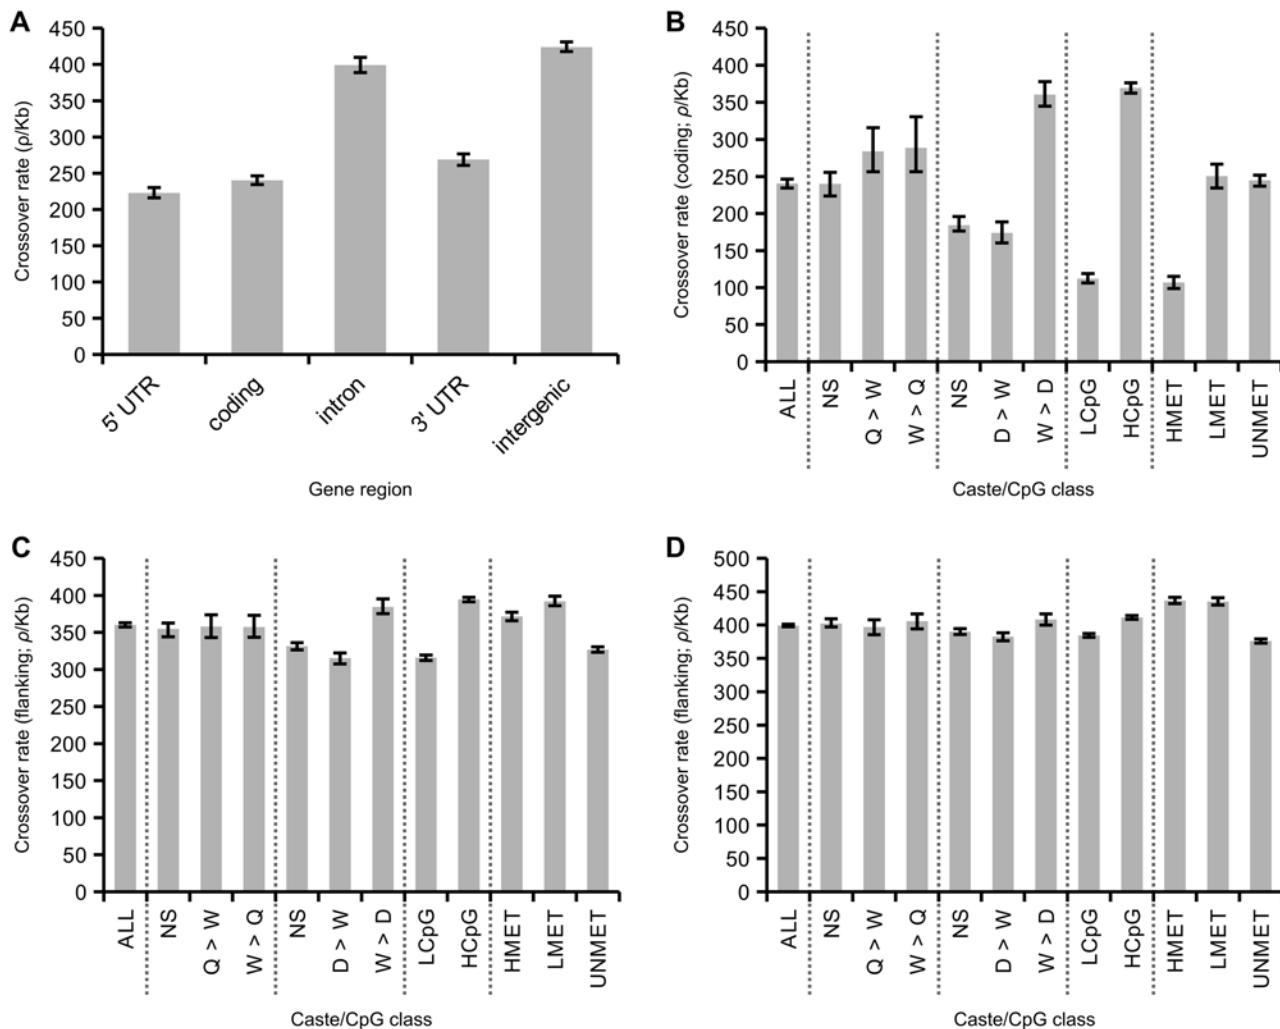 A
Crossover rate (ρ/Kb)
450
400
350
300
250
200
150
100
50
0
5' UTR
coding
intron
3' UTR
intergenic
Gene region
B
Crossover rate (coding; ρ/Kb)
450
400
350
300
250
200
150
100
50
0
ALL
NS
Q > W
W > Q
NS
D > W
W > D
LCpG
HCpG
HMET
LMET
UNMET
Caste/CpG class
C
Crossover rate (flanking; ρ/Kb)
450
400
350
300
250
200
150
100
50
0
ALL
NS
Q > W
W > Q
NS
D > W
W > D
LCpG
HCpG
HMET
LMET
UNMET
Caste/CpG class
D
Crossover rate (flanking; ρ/Kb)
500
450
400
350
300
250
200
150
100
50
0
ALL
NS
Q > W
W > Q
NS
D > W
W > D
LCpG
HCpG
HMET
LMET
UNMET
Caste/CpG class